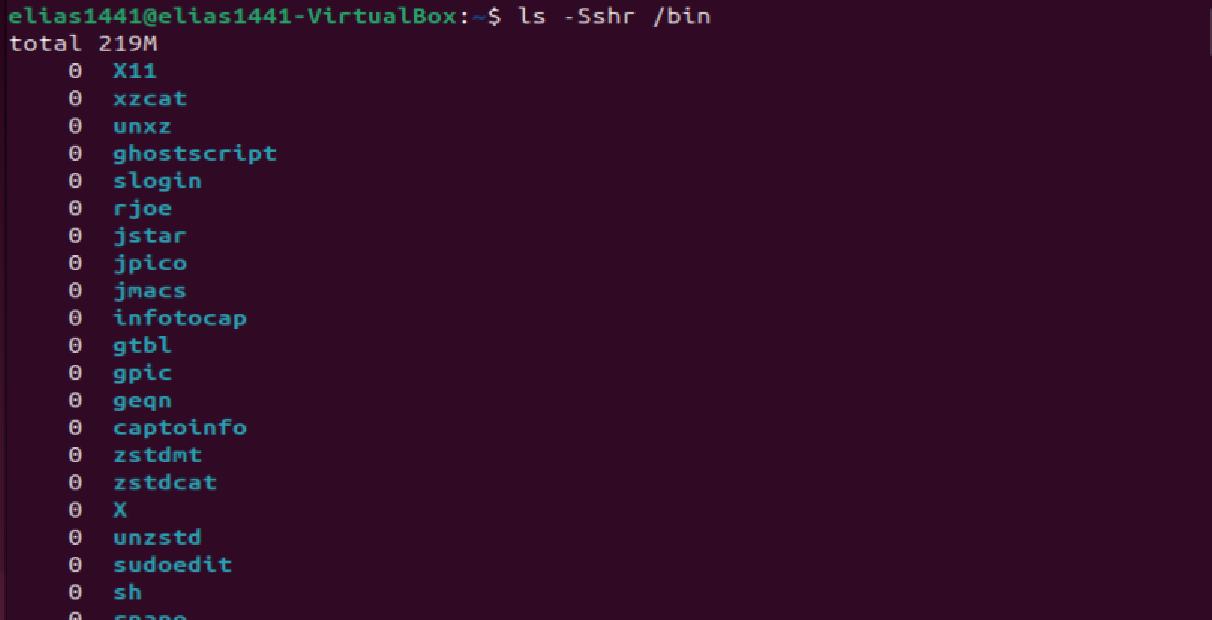 elias1441@elias1441-VirtualBox:~$ ls -Sshr /bin
total 219M
0 X11
0 xzcat
0 unxz
0 ghostscript
0 slogin
0 rjoe
0 jstar
0 jpico
0 jmacs
0 infotocap
0 gtbl
0 gpic
0 geqn
0 captoinfo
0 zstdmt
0 zstdcat
0 X
0 unzstd
0 sudoedit
0 sh
0